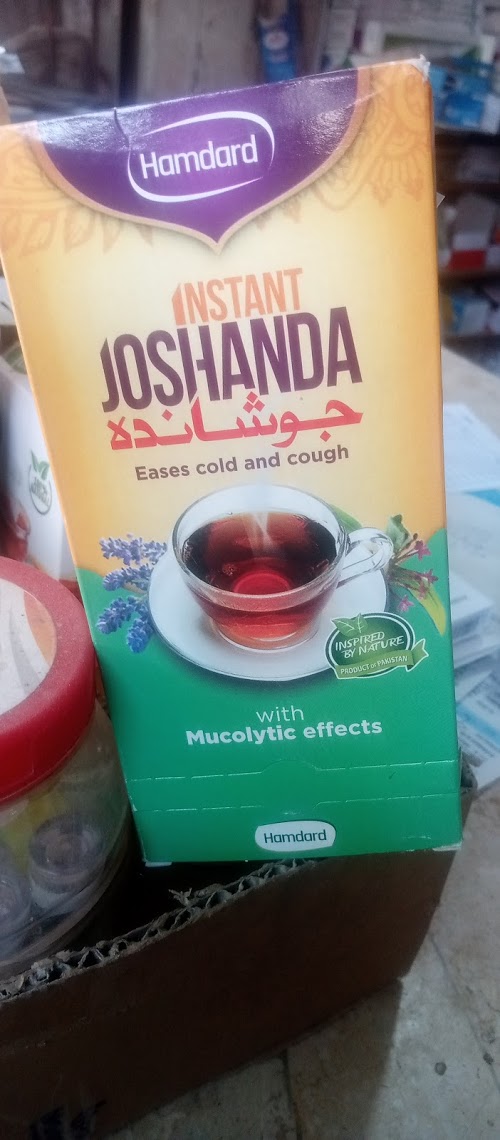 Hamdard
INSTANT
JOSHANDA
جوشاندہ
Eases cold and cough
INSPIRED
BY NATURE
PRODUCT OF PAKISTAN
with
Mucolytic effects
Hamdard